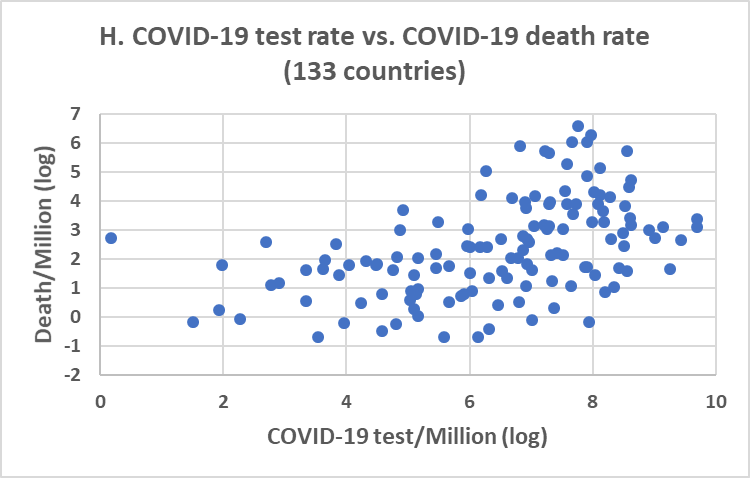 H. COVID-19 test rate vs. COVID-19 death rate
(133 countries)
7
6
5
4
3
2
1
0
-1
-2
0 2 4 6 8 10
Death/Million (log)
COVID-19 test/Million (log)